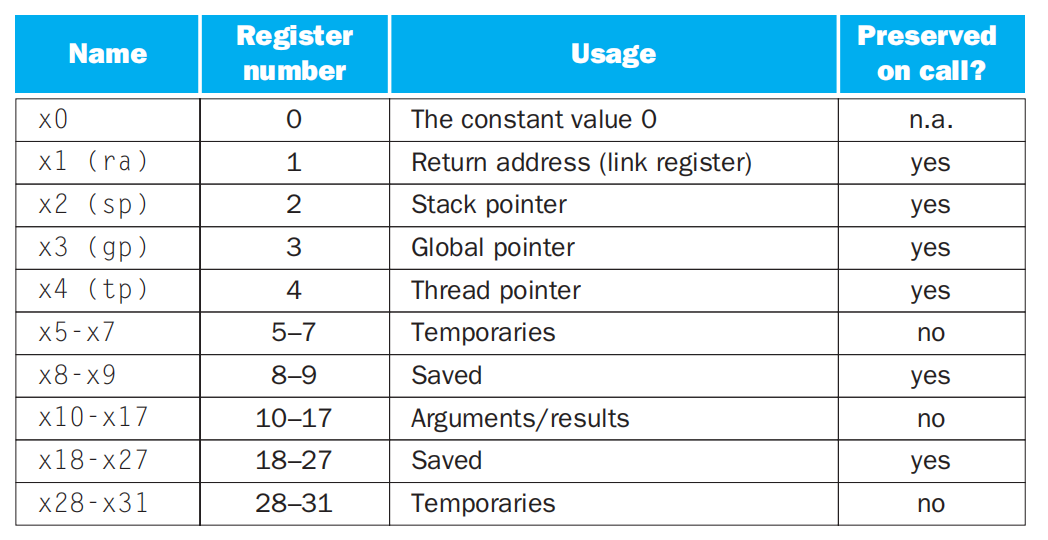 Name Register number Usage Preserved on call?
x0 0 The constant value 0 n.a.
x1 (ra) 1 Return address (link register) yes
x2 (sp) 2 Stack pointer yes
x3 (gp) 3 Global pointer yes
x4 (tp) 4 Thread pointer yes
x5-x7 5–7 Temporaries no
x8-x9 8–9 Saved yes
x10-x17 10–17 Arguments/results no
x18-x27 18–27 Saved yes
x28-x31 28–31 Temporaries no